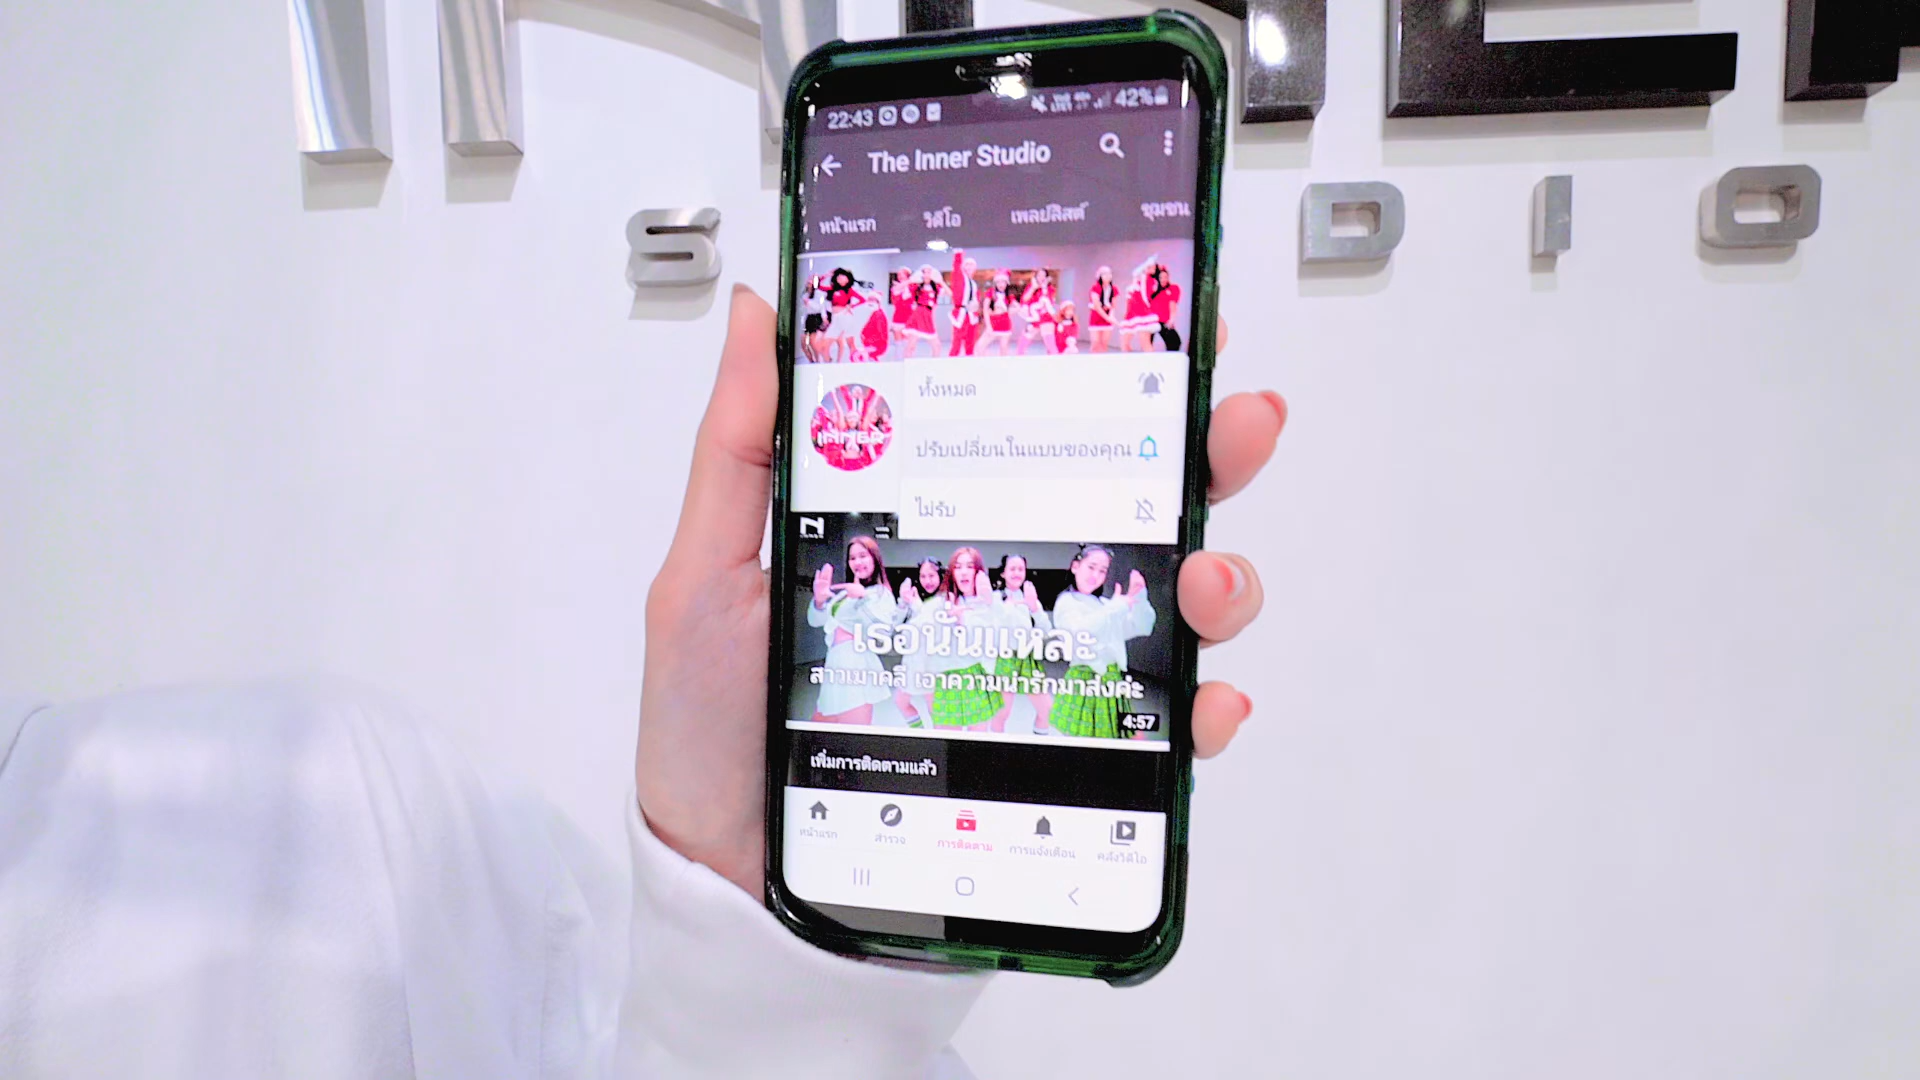 INNER
S DIO
22:43 42%
The Inner Studio
หน้าแรก วิดีโอ เพลย์ลิสต์ ชุมชน
ทั้งหมด
INNER
ปรับเปลี่ยนในแบบของคุณ
ไม่รับ
เธอนั่นแหละ
สาวเมาคลี เอาความน่ารักมาส่งค่ะ
4:57
เพิ่มการติดตามแล้ว
หน้าแรก สำรวจ การติดตาม การแจ้งเตือน คลังวิดีโอ